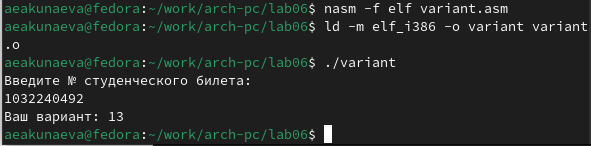 aeakunaeva@fedora:~/work/arch-pc/lab06$ nasm -f elf variant.asm
aeakunaeva@fedora:~/work/arch-pc/lab06$ ld -m elf_i386 -o variant variant
.o
aeakunaeva@fedora:~/work/arch-pc/lab06$ ./variant
Введите № студенческого билета:
1032240492
Ваш вариант: 13
aeakunaeva@fedora:~/work/arch-pc/lab06$